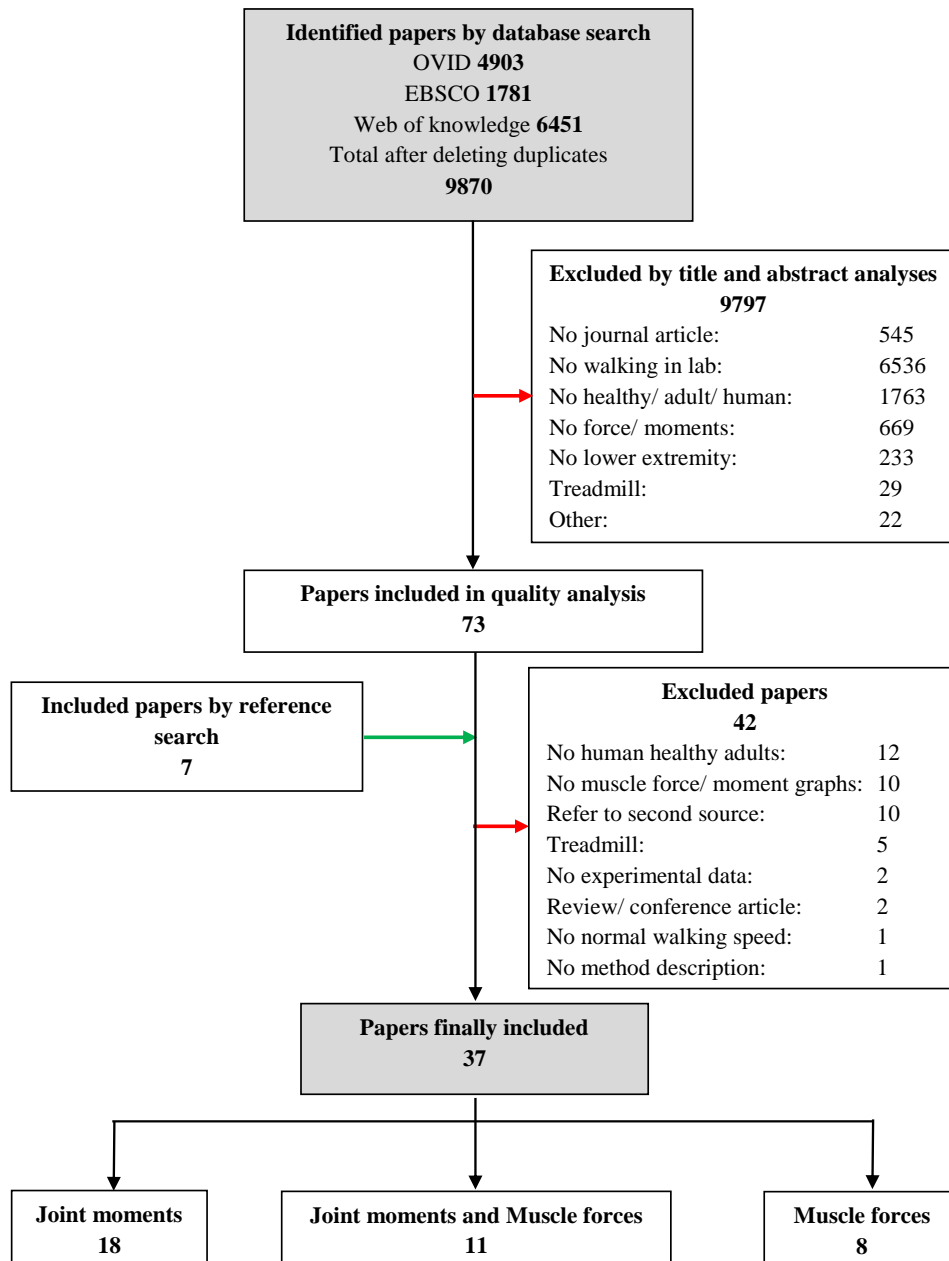 Identified papers by database search
OVID 4903
EBSCO 1781
Web of knowledge 6451
Total after deleting duplicates
9870
Excluded by title and abstract analyses
9797
No journal article: 545
No walking in lab: 6536
No healthy/ adult/ human: 1763
No force/ moments: 669
No lower extremity: 233
Treadmill: 29
Other: 22
Papers included in quality analysis
73
Included papers by reference
search
7
Excluded papers
42
No human healthy adults: 12
No muscle force/ moment graphs: 10
Refer to second source: 10
Treadmill: 5
No experimental data: 2
Review/ conference article: 2
No normal walking speed: 1
No method description: 1
Papers finally included
37
Joint moments
18
Joint moments and Muscle forces
11
Muscle forces
8